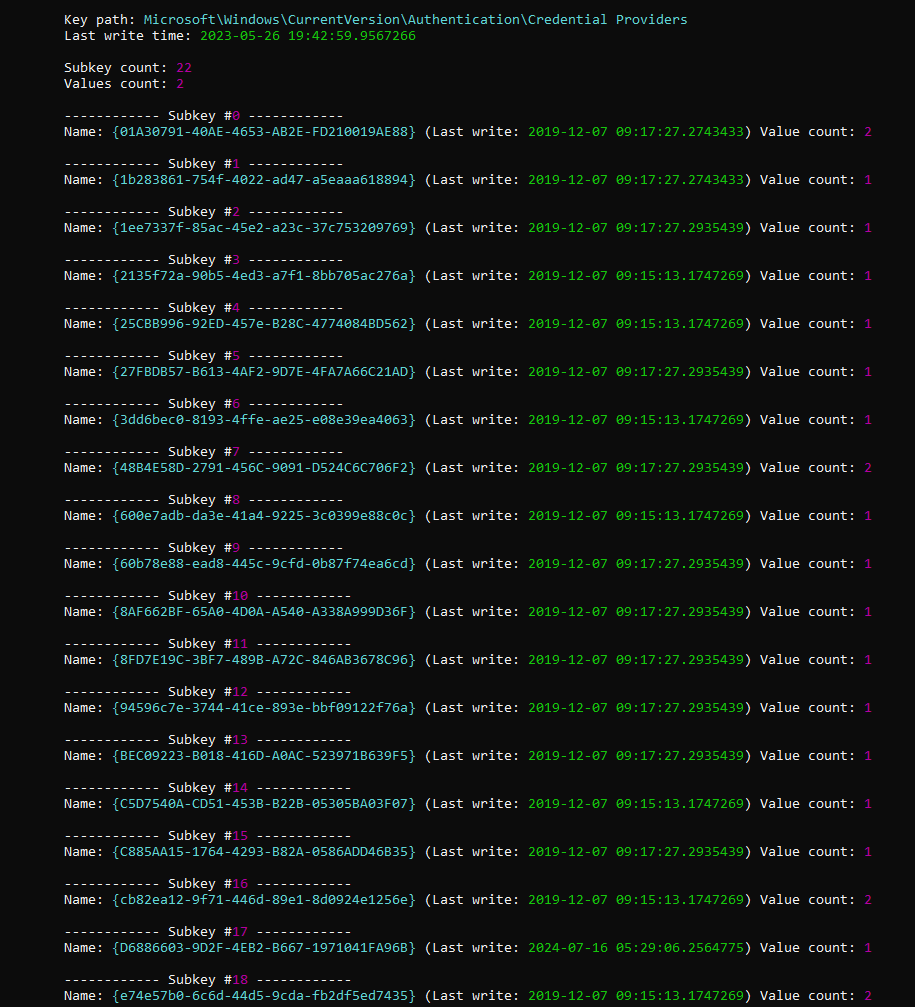 Key path: Microsoft\Windows\CurrentVersion\Authentication\Credential Providers
Last write time: 2023-05-26 19:42:59.9567266
Subkey count: 22
Values count: 2
------------ Subkey #0 ------------
Name: {01A30791-40AE-4653-AB2E-FD210019AE88} (Last write: 2019-12-07 09:17:27.2743433) Value count: 2
------------ Subkey #1 ------------
Name: {1b283861-754f-4022-ad47-a5eaaa618894} (Last write: 2019-12-07 09:17:27.2743433) Value count: 1
------------ Subkey #2 ------------
Name: {1ee7337f-85ac-45e2-a23c-37c753209769} (Last write: 2019-12-07 09:17:27.2935439) Value count: 1
------------ Subkey #3 ------------
Name: {2135f72a-90b5-4ed3-a7f1-8bb705ac276a} (Last write: 2019-12-07 09:15:13.1747269) Value count: 1
------------ Subkey #4 ------------
Name: {25CBB996-92ED-457e-B28C-4774084BD562} (Last write: 2019-12-07 09:15:13.1747269) Value count: 1
------------ Subkey #5 ------------
Name: {27FBDB57-B613-4AF2-9D7E-4FA7A66C21AD} (Last write: 2019-12-07 09:17:27.2935439) Value count: 1
------------ Subkey #6 ------------
Name: {3dd6bec0-8193-4ffe-ae25-e08e39ea4063} (Last write: 2019-12-07 09:17:27.2935439) Value count: 1
------------ Subkey #7 ------------
Name: {48B4E58D-2791-456C-9091-D524C6C706F2} (Last write: 2019-12-07 09:17:27.2935439) Value count: 2
------------ Subkey #8 ------------
Name: {600e7adb-da3e-41a4-9225-3c0399e88c0c} (Last write: 2019-12-07 09:15:13.1747269) Value count: 1
------------ Subkey #9 ------------
Name: {60b78e88-ead8-445c-9cfd-0b87f74ea6cd} (Last write: 2019-12-07 09:17:27.2935439) Value count: 1
------------ Subkey #10 ------------
Name: {8AF662BF-65A0-4D0A-A540-A338A999D36F} (Last write: 2019-12-07 09:17:27.2935439) Value count: 1
------------ Subkey #11 ------------
Name: {8FD7E19C-3BF7-489B-A72C-846AB3678C96} (Last write: 2019-12-07 09:17:27.2935439) Value count: 1
------------ Subkey #12 ------------
Name: {94596c7e-3744-41ce-893e-bbf09122f76a} (Last write: 2019-12-07 09:17:27.2935439) Value count: 1
------------ Subkey #13 ------------
Name: {BEC09223-B018-416D-A0AC-523971B639F5} (Last write: 2019-12-07 09:17:27.2935439) Value count: 1
------------ Subkey #14 ------------
Name: {C5D7540A-CD51-453B-B22B-05305BA03F07} (Last write: 2019-12-07 09:15:13.1747269) Value count: 1
------------ Subkey #15 ------------
Name: {C885AA15-1764-4293-B82A-0586ADD46B35} (Last write: 2019-12-07 09:17:27.2935439) Value count: 1
------------ Subkey #16 ------------
Name: {cb82ea12-9f71-446d-89e1-8d0924e1256e} (Last write: 2019-12-07 09:15:13.1747269) Value count: 2
------------ Subkey #17 ------------
Name: {D6886603-9D2F-4EB2-B667-1971041FA96B} (Last write: 2024-07-16 05:29:06.2564775) Value count: 1
------------ Subkey #18 ------------
Name: {e74e57b0-6c6d-44d5-9cda-fb2df5ed7435} (Last write: 2019-12-07 09:15:13.1747269) Value count: 2